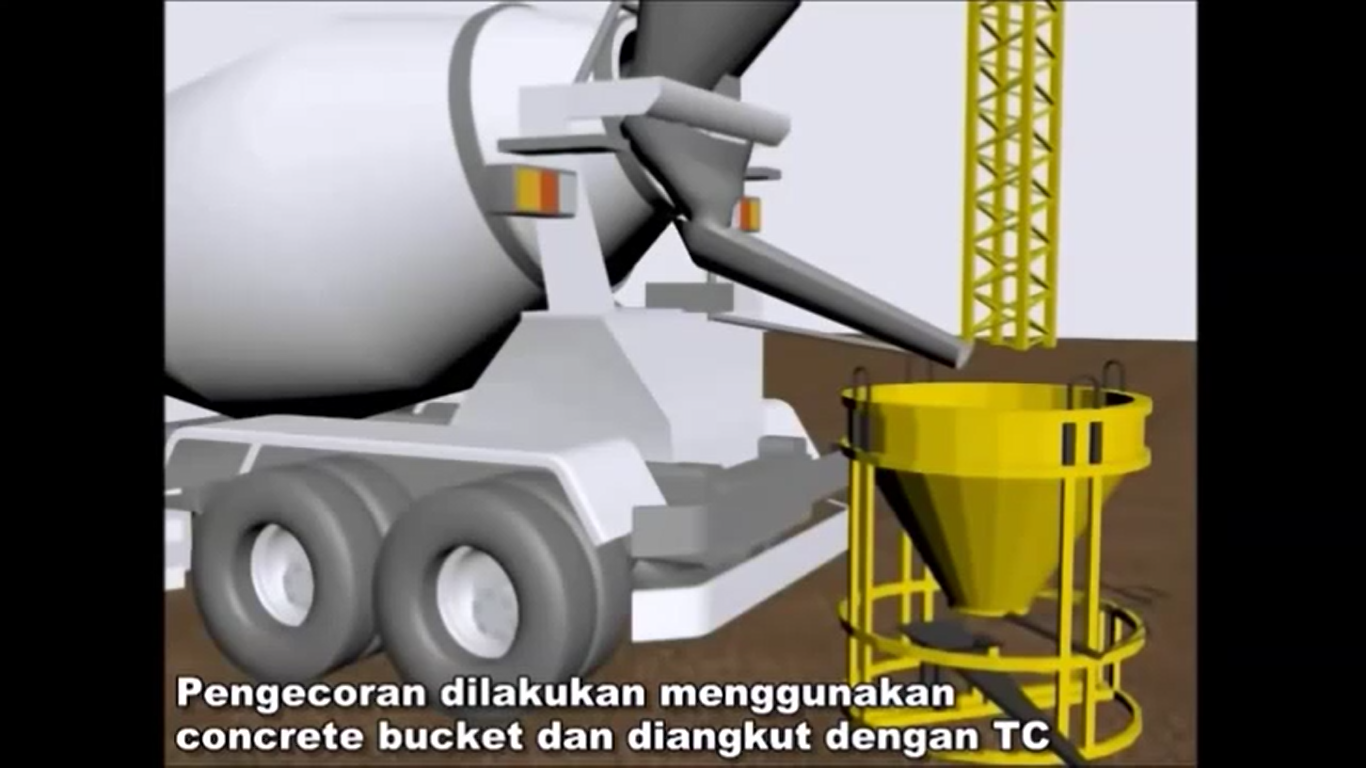 Pengecoran dilakukan menggunakan
concrete bucket dan diangkut dengan TC